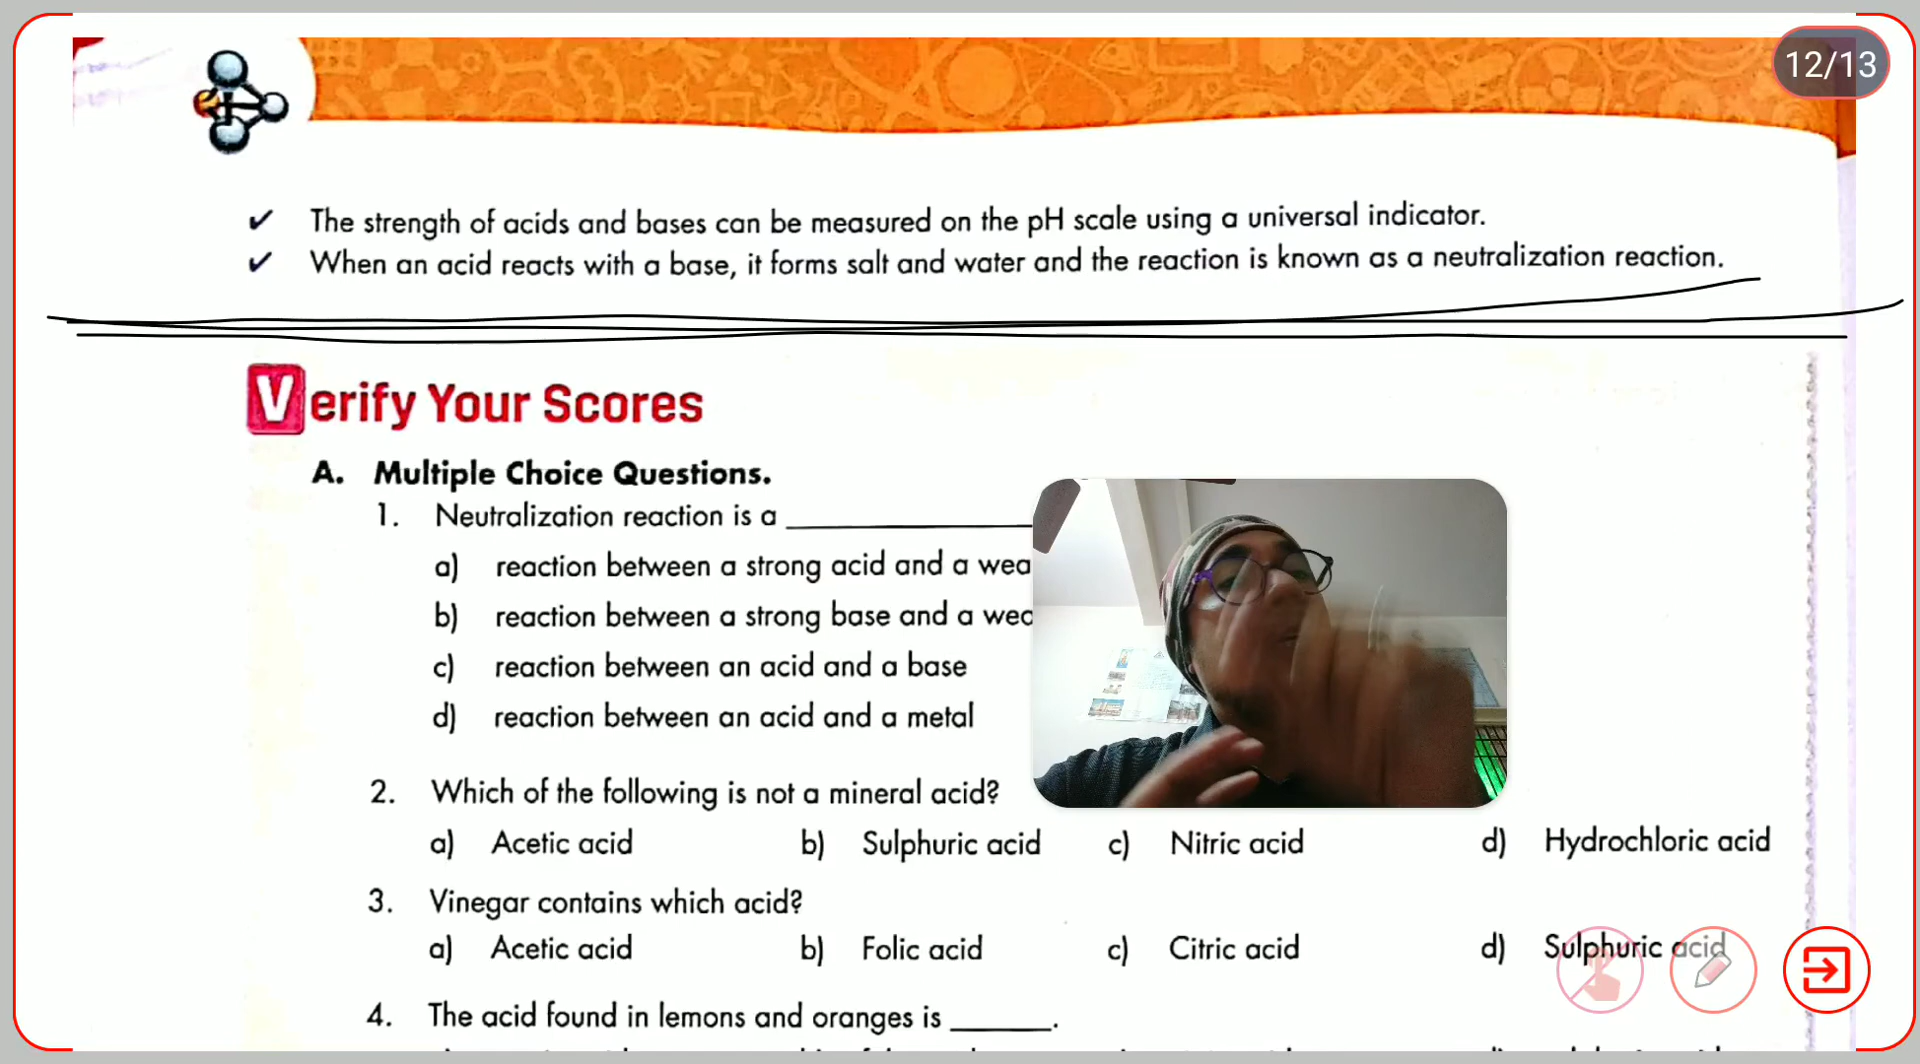 12/13
✓ The strength of acids and bases can be measured on the pH scale using a universal indicator.
✓ When an acid reacts with a base, it forms salt and water and the reaction is known as a neutralization reaction.
Verify Your Scores
A. Multiple Choice Questions.
1. Neutralization reaction is a ____________________
a) reaction between a strong acid and a
b) reaction between a strong base and a
c) reaction between an acid and a base
d) reaction between an acid and a metal
2. Which of the following is not a mineral acid?
a) Acetic acid b) Sulphuric acid c) Nitric acid d) Hydrochloric acid
3. Vinegar contains which acid?
a) Acetic acid b) Folic acid c) Citric acid d) Sulphuric acid
4. The acid found in lemons and oranges is ______.